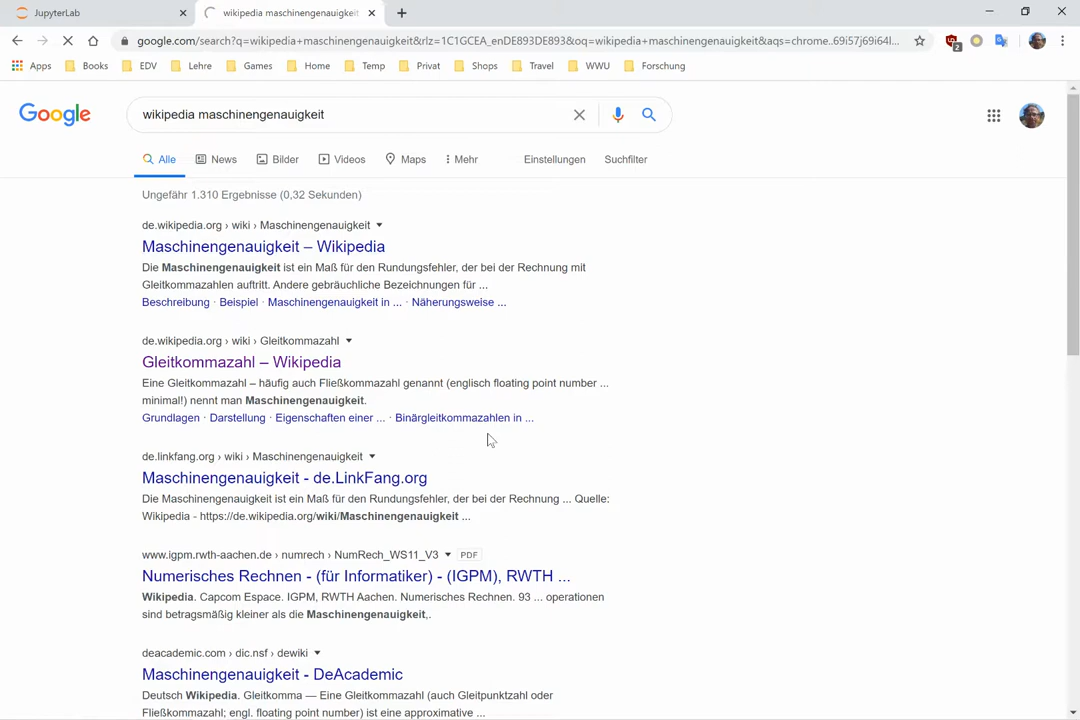 JupyterLab
wikipedia maschinengenauigkeit
google.com/search?q=wikipedia+maschinengenauigkeit&rlz=1C1GCEA_enDE893DE893&oq=wikipedia+maschinengenauigkeit&aqs=chrome..69i57j69i64l...
2
Apps Books EDV Lehre Games Home Temp Privat Shops Travel WWU Forschung
Google
wikipedia maschinengenauigkeit
Alle News Bilder Videos Maps Mehr Einstellungen Suchfilter
Ungefähr 1.310 Ergebnisse (0,32 Sekunden)
de.wikipedia.org › wiki › Maschinengenauigkeit
Maschinengenauigkeit – Wikipedia
Die Maschinengenauigkeit ist ein Maß für den Rundungsfehler, der bei der Rechnung mit
Gleitkommazahlen auftritt. Andere gebräuchliche Bezeichnungen für ...
Beschreibung · Beispiel · Maschinengenauigkeit in ... · Näherungsweise ...
de.wikipedia.org › wiki › Gleitkommazahl
Gleitkommazahl – Wikipedia
Eine Gleitkommazahl – häufig auch Fließkommazahl genannt (englisch floating point number ...
minimal!) nennt man Maschinengenauigkeit.
Grundlagen · Darstellung · Eigenschaften einer ... · Binärgleitkommazahlen in ...
de.linkfang.org › wiki › Maschinengenauigkeit
Maschinengenauigkeit - de.LinkFang.org
Die Maschinengenauigkeit ist ein Maß für den Rundungsfehler, der bei der Rechnung ... Quelle:
Wikipedia - https://de.wikipedia.org/wiki/Maschinengenauigkeit ...
www.igpm.rwth-aachen.de › numrech › NumRech_WS11_V3 PDF
Numerisches Rechnen - (für Informatiker) - (IGPM), RWTH ...
Wikipedia. Capcom Espace. IGPM, RWTH Aachen. Numerisches Rechnen. 93 ... operationen
sind betragsmäßig kleiner als die Maschinengenauigkeit,.
deacademic.com › dic.nsf › dewiki
Maschinengenauigkeit - DeAcademic
Deutsch Wikipedia. Gleitkomma — Eine Gleitkommazahl (auch Gleitpunktzahl oder
Fließkommazahl; engl. floating point number) ist eine approximative ...